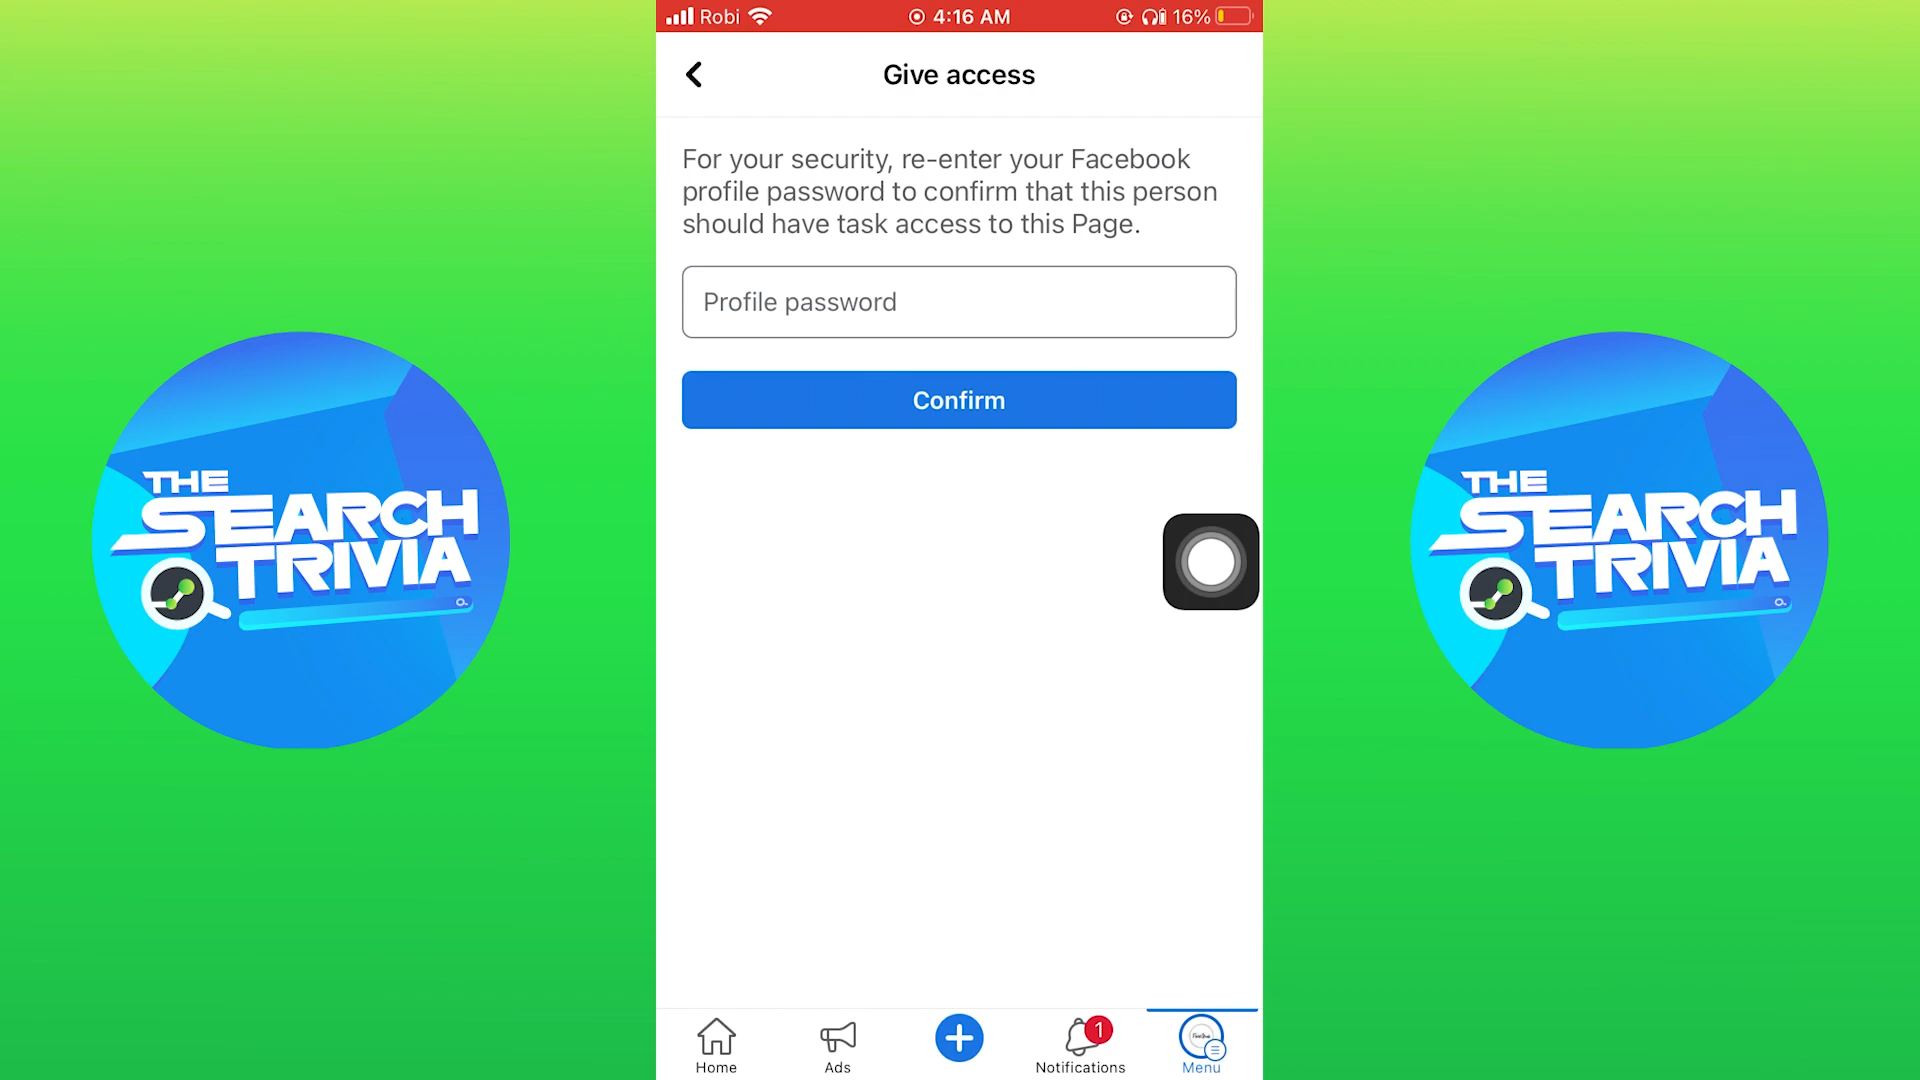 Robi
4:16 AM
16%
Give access
For your security, re-enter your Facebook
profile password to confirm that this person
should have task access to this Page.
Profile password
Confirm
THE
SEARCH
TRIVIA
THE
SEARCH
TRIVIA
1
Home
Ads
Notifications
Menu